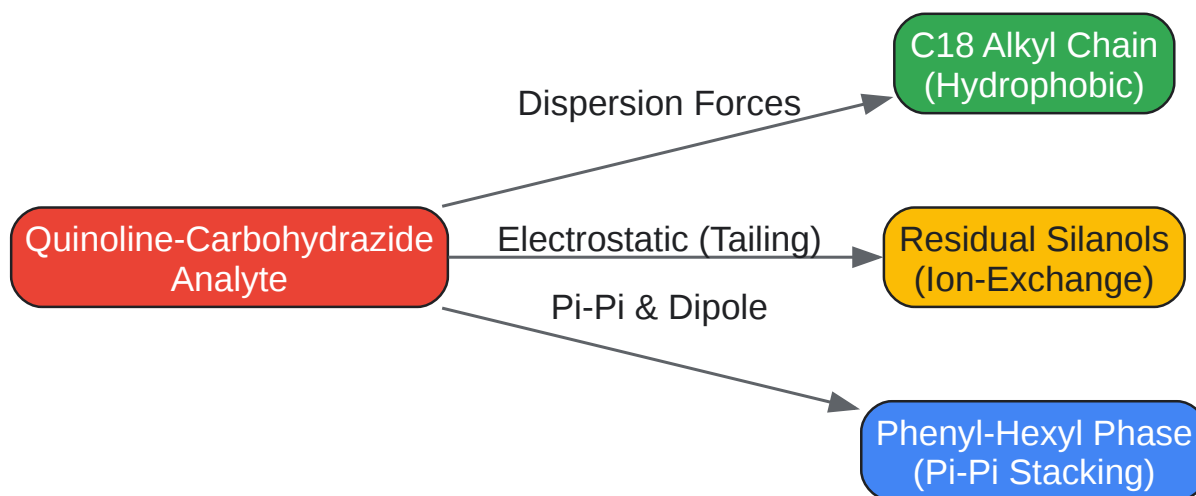 C18 Alkyl Chain
(Hydrophobic)
Dispersion Forces
Quinoline-Carbohydrazide
Analyte
Electrostatic (Tailing)
Residual Silanols
(Ion-Exchange)
Pi-Pi & Dipole
Phenyl-Hexyl Phase
(Pi-Pi Stacking)